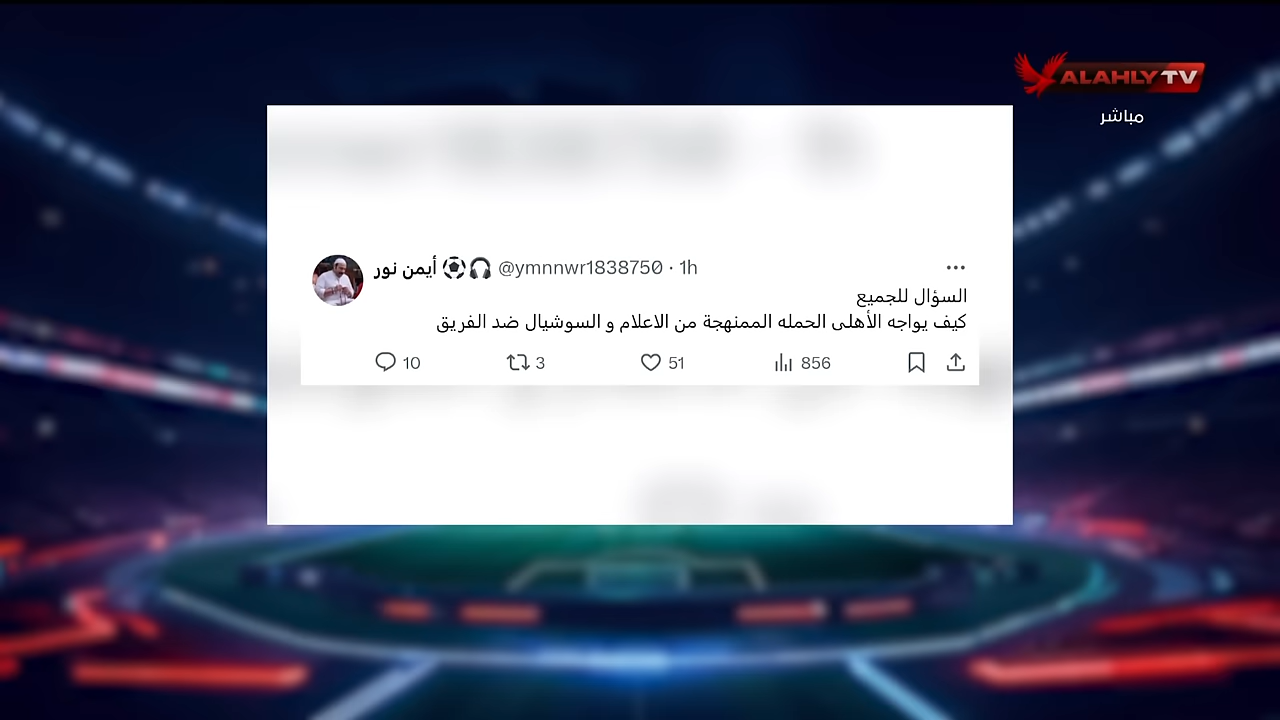 ALAHLY TV
مباشر
أيمن نور @ymnnwr1838750 · 1h
السؤال للجميع
كيف يواجه الأهلى الحمله الممنهجة من الاعلام و السوشيال ضد الفريق
10 3 51 856